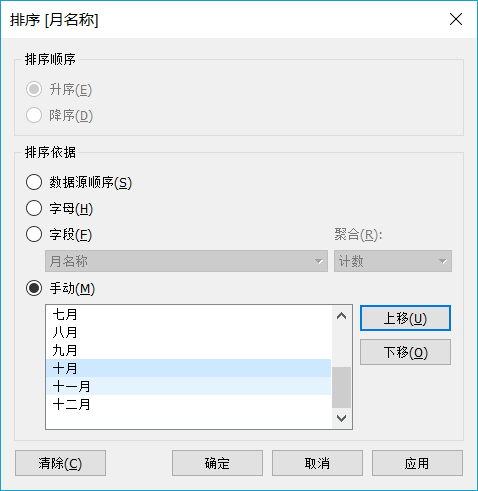 排序 [月名称]
排序顺序
升序(E)
降序(D)
排序依据
数据源顺序(S)
字母(H)
字段(F) 聚合(R):
月名称 计数
手动(M)
七月
八月
九月
十月
十一月
十二月
上移(U)
下移(O)
清除(C) 确定 取消 应用